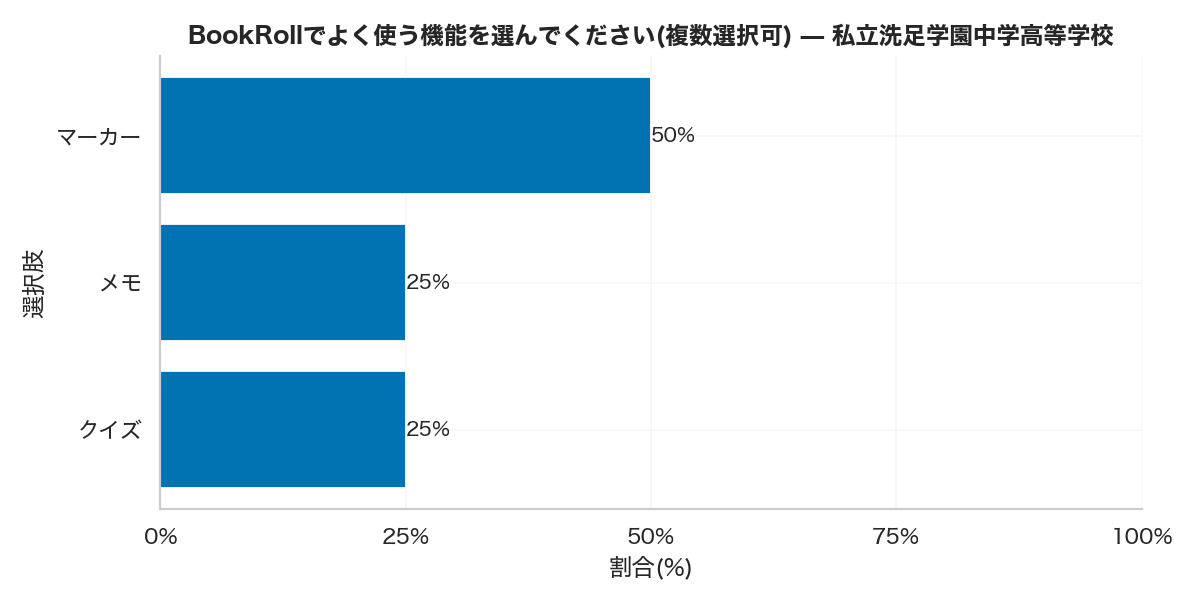 BookRollでよく使う機能を選んでください(複数選択可) — 私立洗足学園中学高等学校
選択肢
マーカー
50%
メモ
25%
クイズ
25%
0%
25%
50%
75%
100%
割合(%)